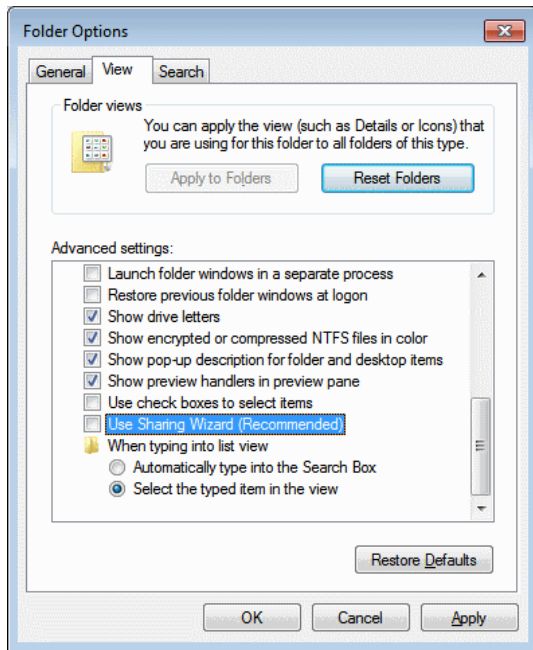 Folder Options
General View Search
Folder views
You can apply the view (such as Details or Icons) that
you are using for this folder to all folders of this type.
Apply to Folders Reset Folders
Advanced settings:
Launch folder windows in a separate process
Restore previous folder windows at logon
Show drive letters
Show encrypted or compressed NTFS files in color
Show pop-up description for folder and desktop items
Show preview handlers in preview pane
Use check boxes to select items
Use Sharing Wizard (Recommended)
When typing into list view
Automatically type into the Search Box
Select the typed item in the view
Restore Defaults
OK Cancel Apply